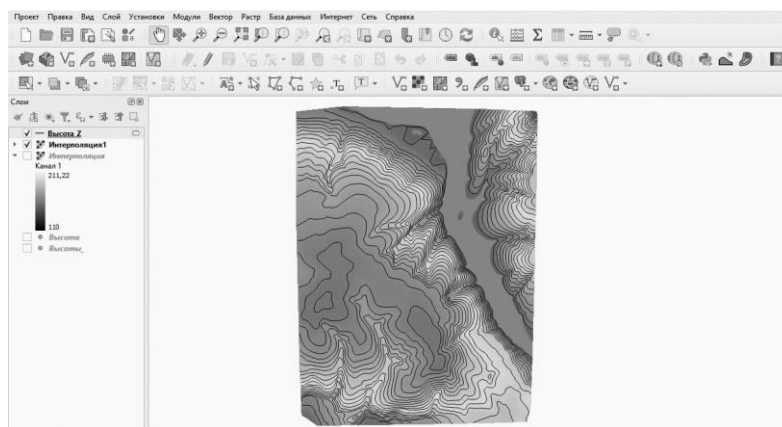 Проект Правка Вид Слой Установки Модули Вектор Растр База данных Интернет Сеть Справка
Слои
Высота Z
Интерполяция1
Интерполяция
Канал 1
211,22
110
Высота
Высоты_